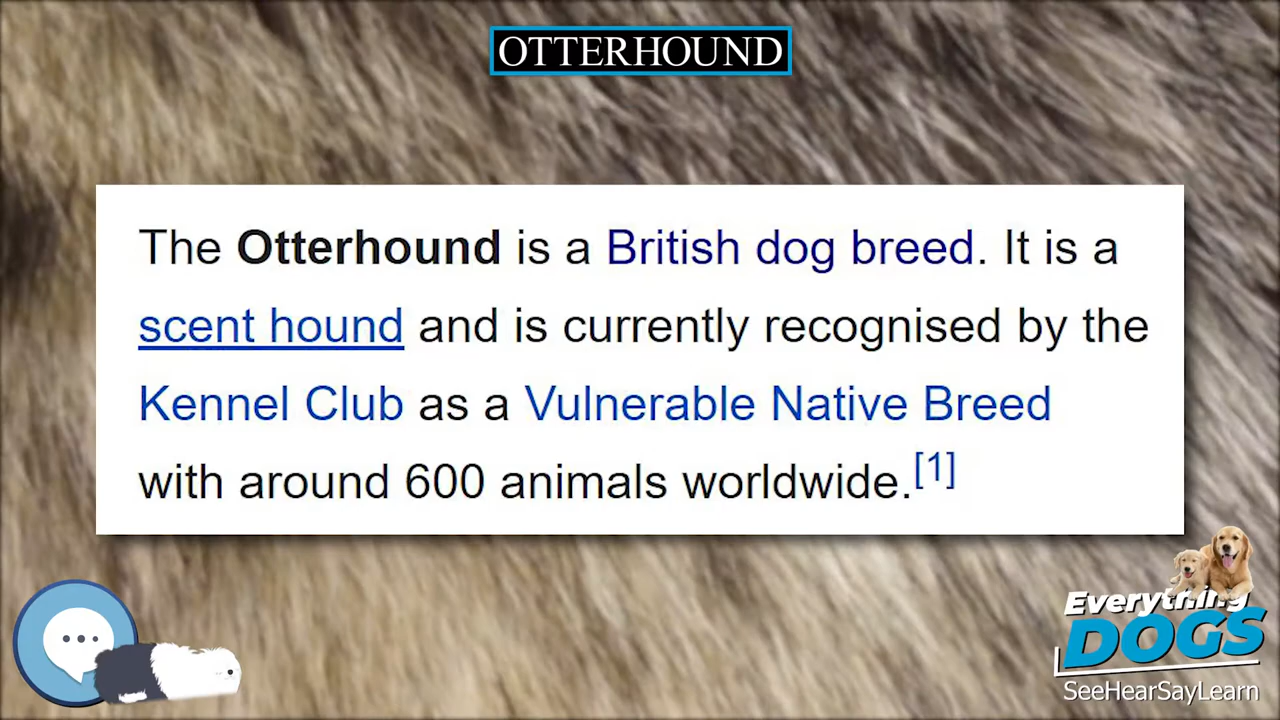 OTTERHOUND
The Otterhound is a British dog breed. It is a
scent hound and is currently recognised by the
Kennel Club as a Vulnerable Native Breed
with around 600 animals worldwide.[1]
Everything
DOGS
SeeHearSayLearn